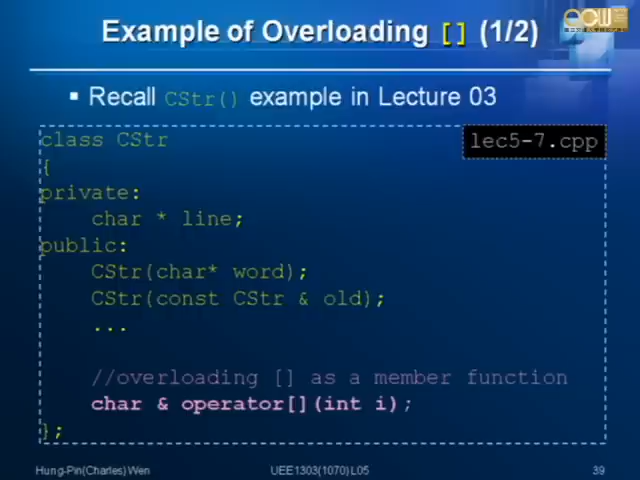 Example of Overloading [] (1/2)
▪ Recall CStr() example in Lecture 03
lec5-7.cpp
class CStr
{
private:
char * line;
public:
CStr(char* word);
CStr(const CStr & old);
...
//overloading [] as a member function
char & operator[](int i);
};
Hung-Pin(Charles) Wen
UEE1303(1070) L05
39